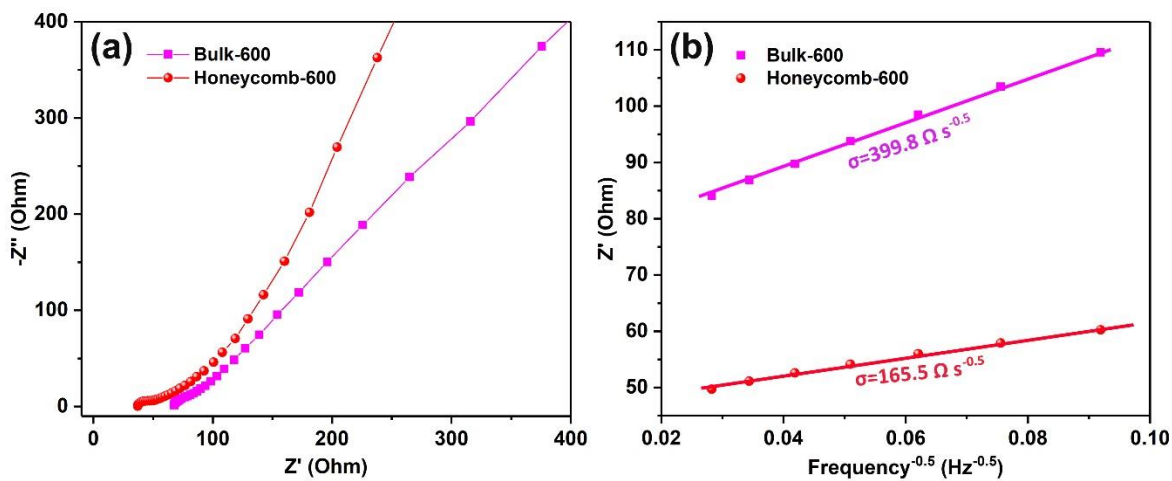 (a)
Bulk-600
Honeycomb-600
400
300
200
100
0
-Z'' (Ohm)
0
100
200
300
400
Z' (Ohm)
(b)
Bulk-600
Honeycomb-600
110
100
90
80
70
60
50
Z' (Ohm)
σ=399.8 Ω s⁻⁰·⁵
σ=165.5 Ω s⁻⁰·⁵
0.02
0.04
0.06
0.08
0.10
Frequency⁻⁰·⁵ (Hz⁻⁰·⁵)